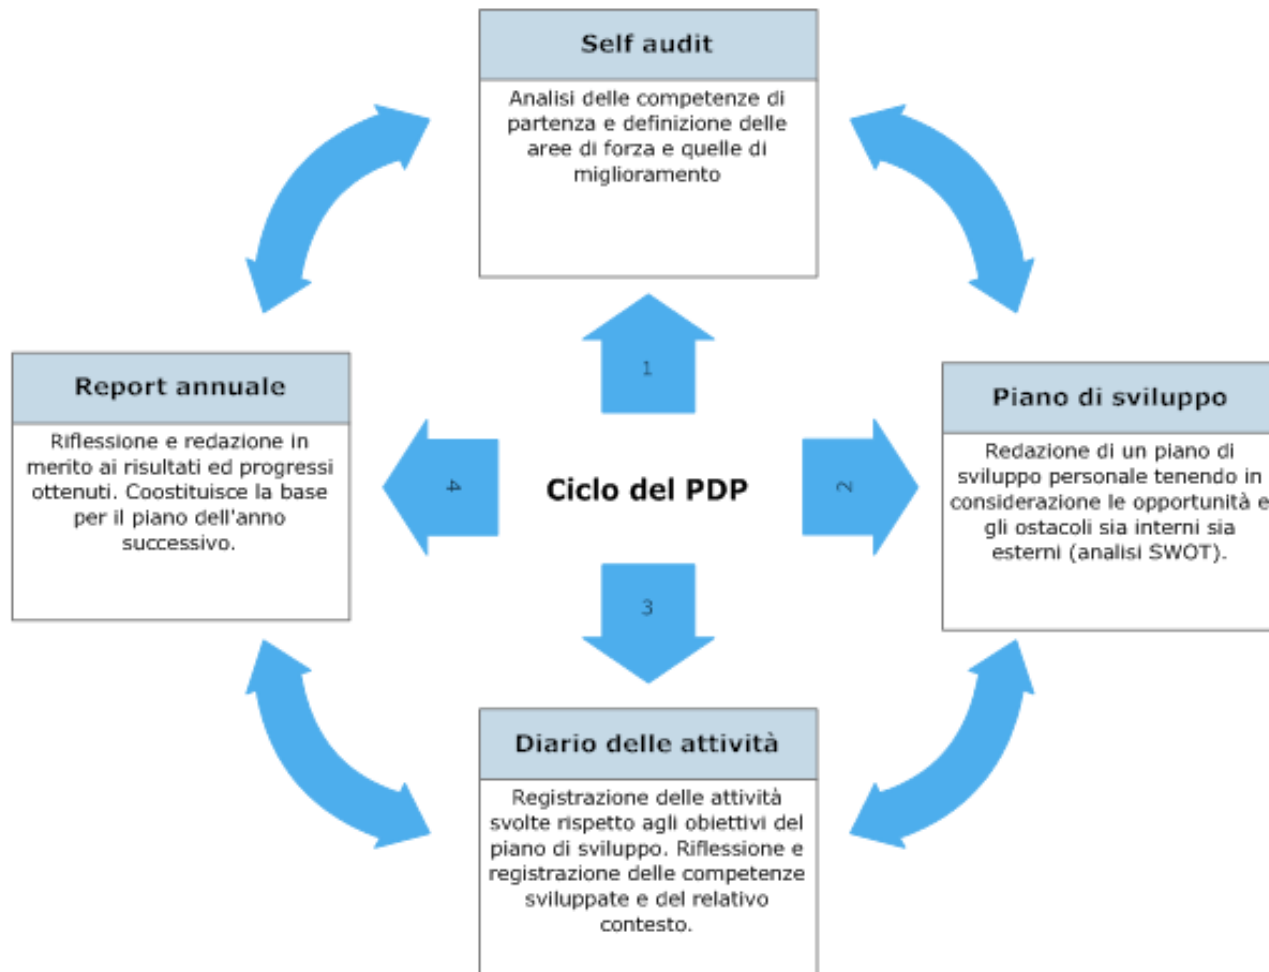 Self audit
Analisi delle competenze di
partenza e definizione delle
aree di forza e quelle di
miglioramento
1
Report annuale
Riflessione e redazione in
merito ai risultati ed progressi
ottenuti. Coostituisce la base
per il piano dell'anno
successivo.
4
Ciclo del PDP
2
Piano di sviluppo
Redazione di un piano di
sviluppo personale tenendo in
considerazione le opportunità e
gli ostacoli sia interni sia
esterni (analisi SWOT).
3
Diario delle attività
Registrazione delle attività
svolte rispetto agli obiettivi del
piano di sviluppo. Riflessione e
registrazione delle competenze
sviluppate e del relativo
contesto.